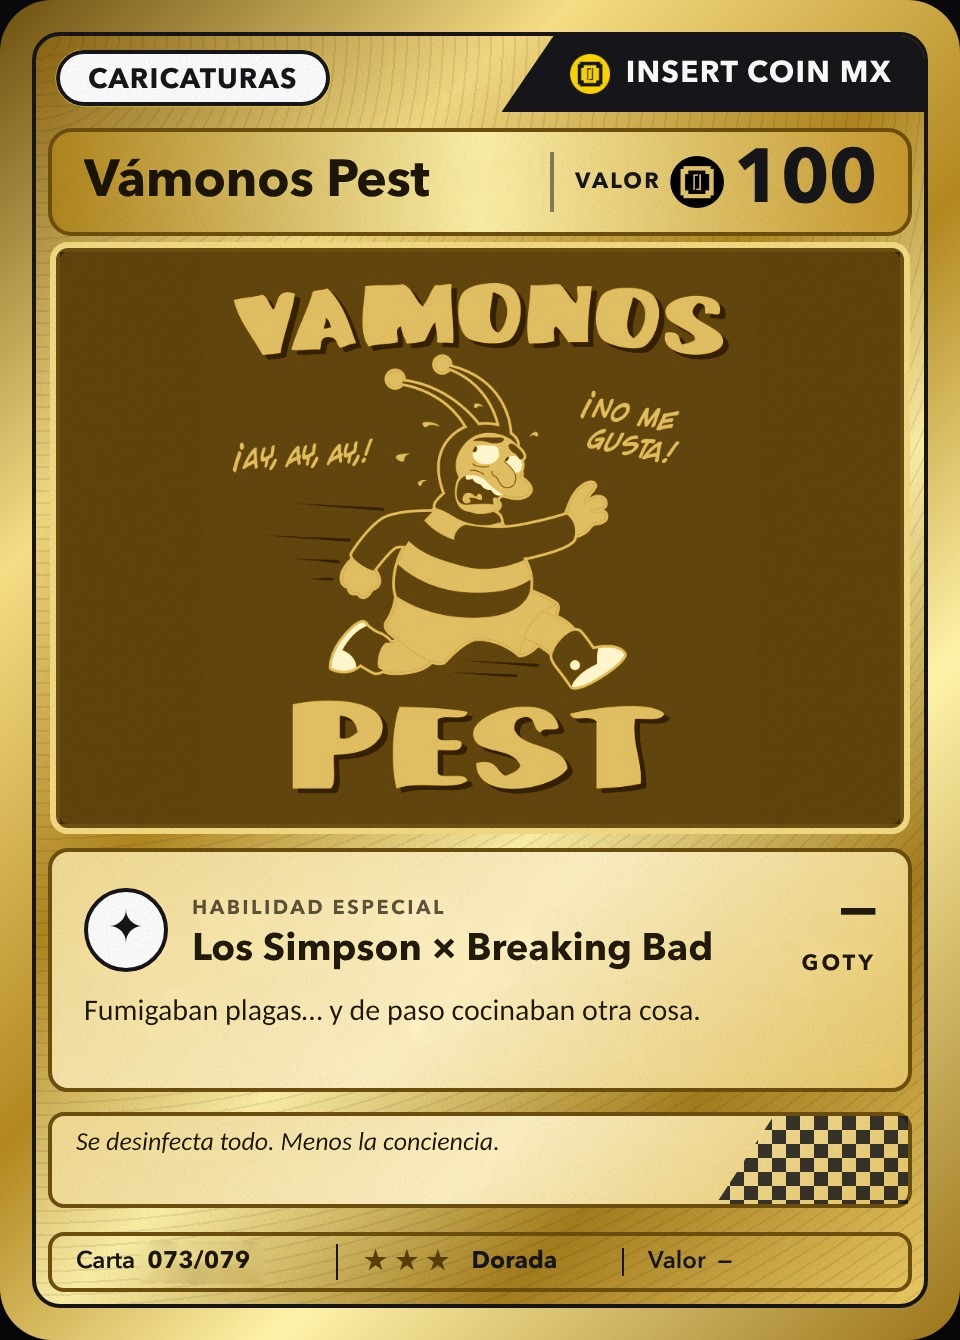 CARICATURAS
INSERT COIN MX
Vámonos Pest
VALOR 100
VAMONOS
¡NO ME
GUSTA!
¡AY, AY, AY,!
PEST
HABILIDAD ESPECIAL
Los Simpson × Breaking Bad
—
GOTY
Fumigaban plagas... y de paso cocinaban otra cosa.
Se desinfecta todo. Menos la conciencia.
Carta 073/079 ★★★ Dorada Valor –